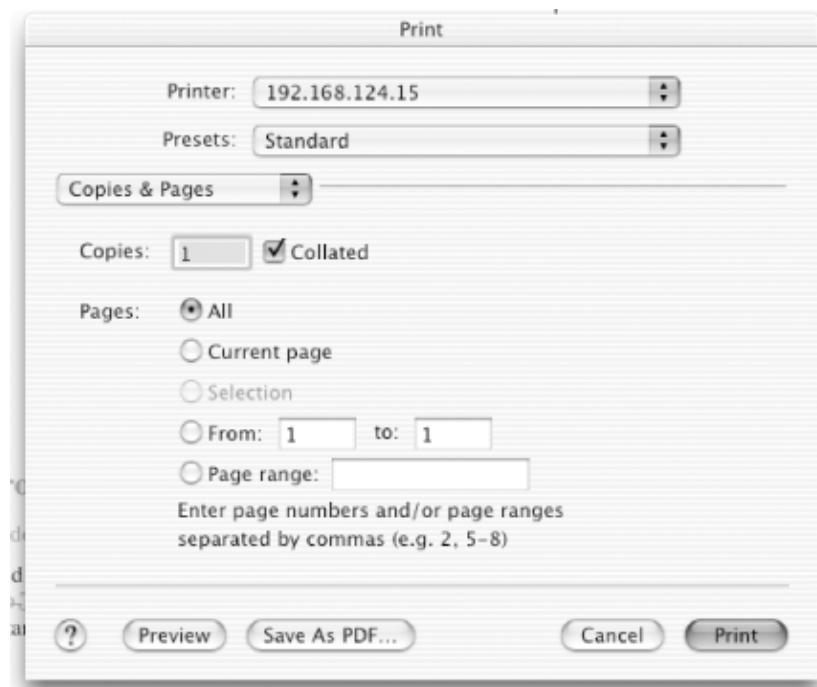 Print
Printer: 192.168.124.15
Presets: Standard
Copies & Pages
Copies: 1 Collated
Pages: All
Current page
Selection
From: 1 to: 1
Page range:
Enter page numbers and/or page ranges
separated by commas (e.g. 2, 5-8)
? Preview Save As PDF... Cancel Print